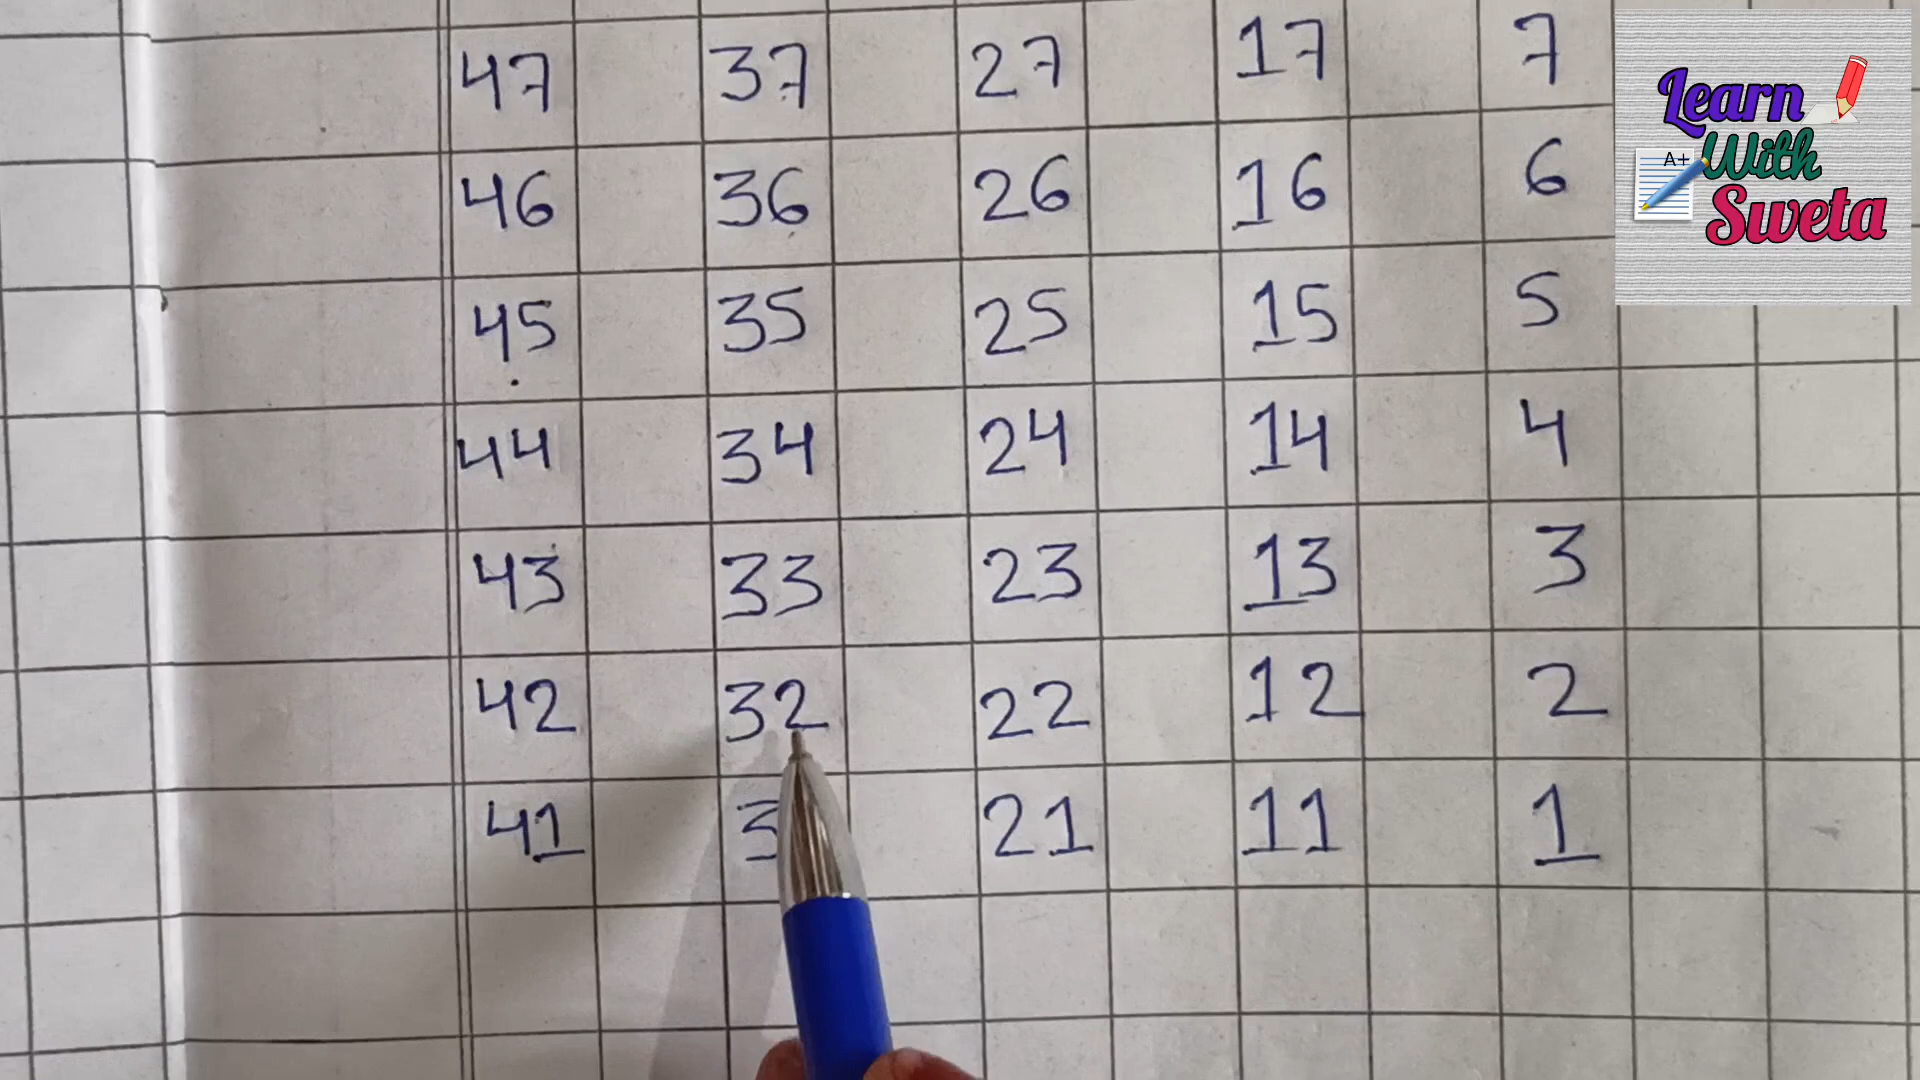 47 37 27 17 7
46 36 26 16 6
45 35 25 15 5
44 34 24 14 4
43 33 23 13 3
42 32 22 12 2
41 3 21 11 1
Learn
With
A+
Sweta